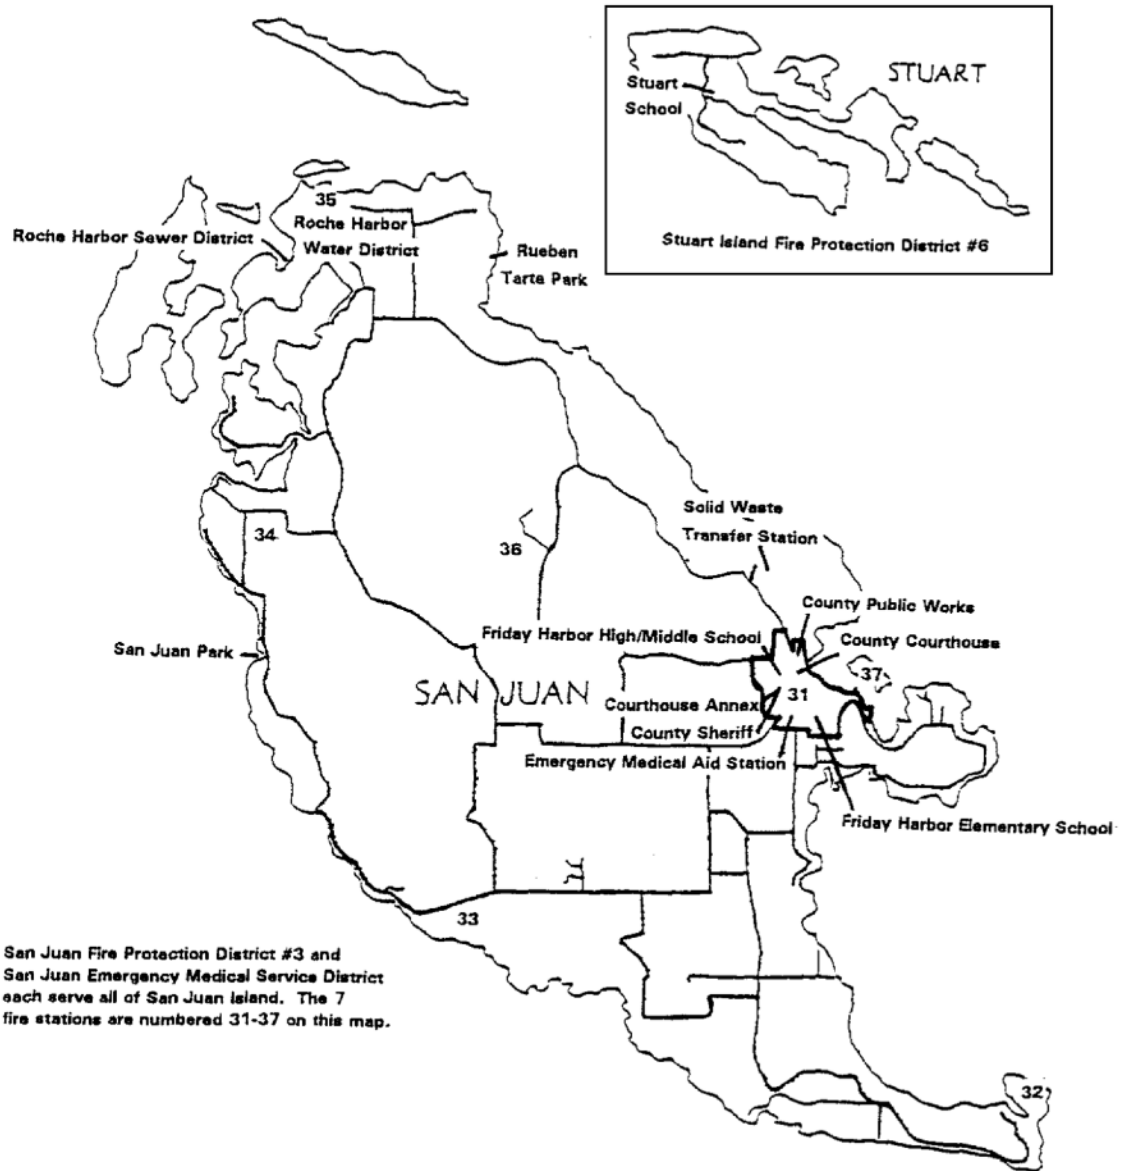 STUART
Stuart
School
Stuart Island Fire Protection District #6
35
Roche Harbor
Water District
Roche Harbor Sewer District
Rueben
Tarte Park
Solid Waste
Transfer Station
34
36
County Public Works
Friday Harbor High/Middle School
County Courthouse
San Juan Park
37
SAN JUAN
31
Courthouse Annex
County Sheriff
Emergency Medical Aid Station
Friday Harbor Elementary School
33
San Juan Fire Protection District #3 and
San Juan Emergency Medical Service District
each serve all of San Juan Island. The 7
fire stations are numbered 31-37 on this map.
32